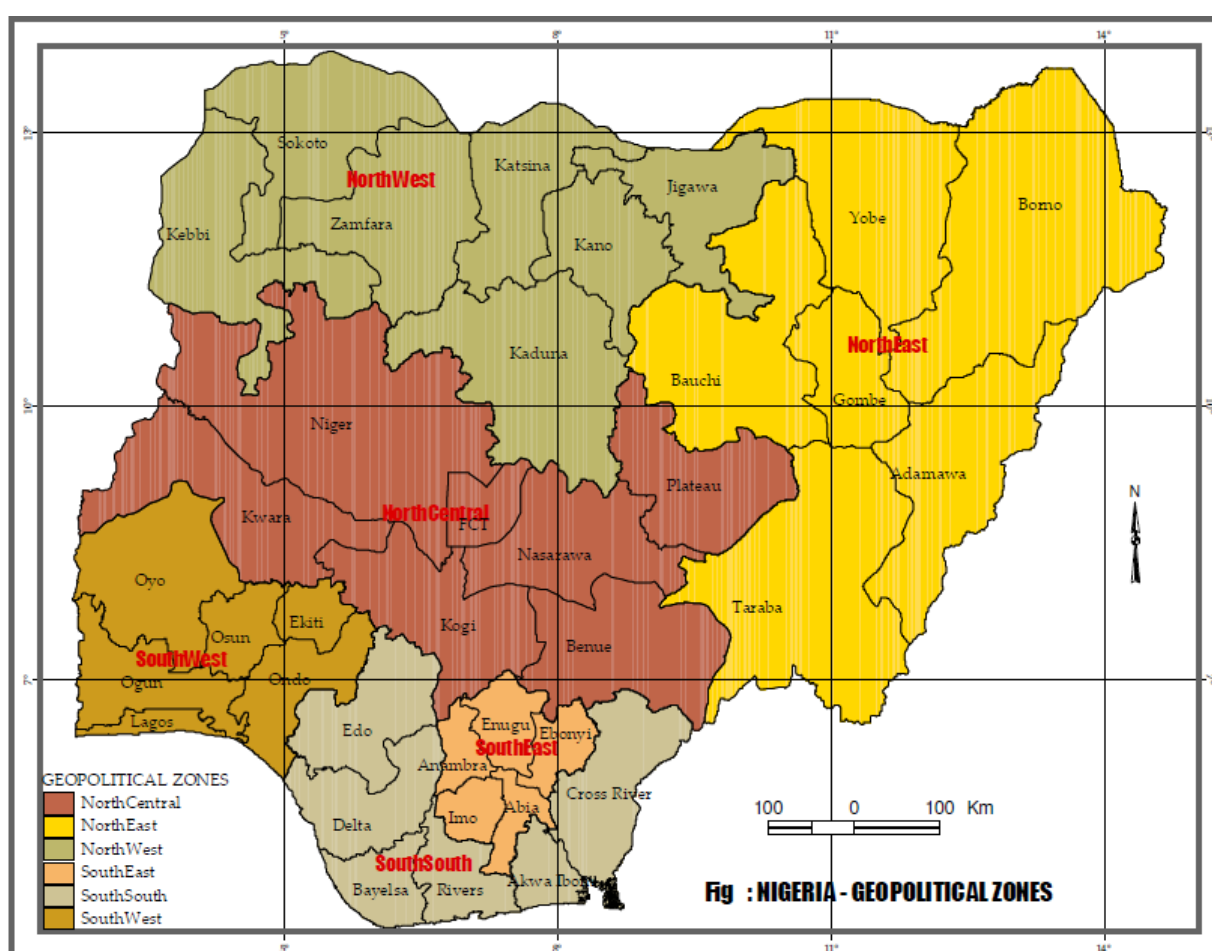 5°
8°
11°
14°
13°
Sokoto
Katsina
NorthWest
Jigawa
Zamfara
Yobe
Borno
Kebbi
Kano
NorthEast
Kaduna
Bauchi
Gombe
10°
Niger
Adamawa
Plateau
N
Kwara
NorthCentral
FCT
Nasarawa
Oyo
Taraba
Ekiti
Kogi
Osun
Benue
SouthWest
Ogun
Ondo
7°
Lagos
Edo
Enugu
Ebonyi
SouthEast
Anambra
GEOPOLITICAL ZONES
NorthCentral
NorthEast
NorthWest
SouthEast
SouthSouth
SouthWest
Cross River
Abia
Imo
Delta
100 0 100 Km
SouthSouth
Bayelsa
Rivers
Akwa Ibom
Fig : NIGERIA - GEOPOLITICAL ZONES